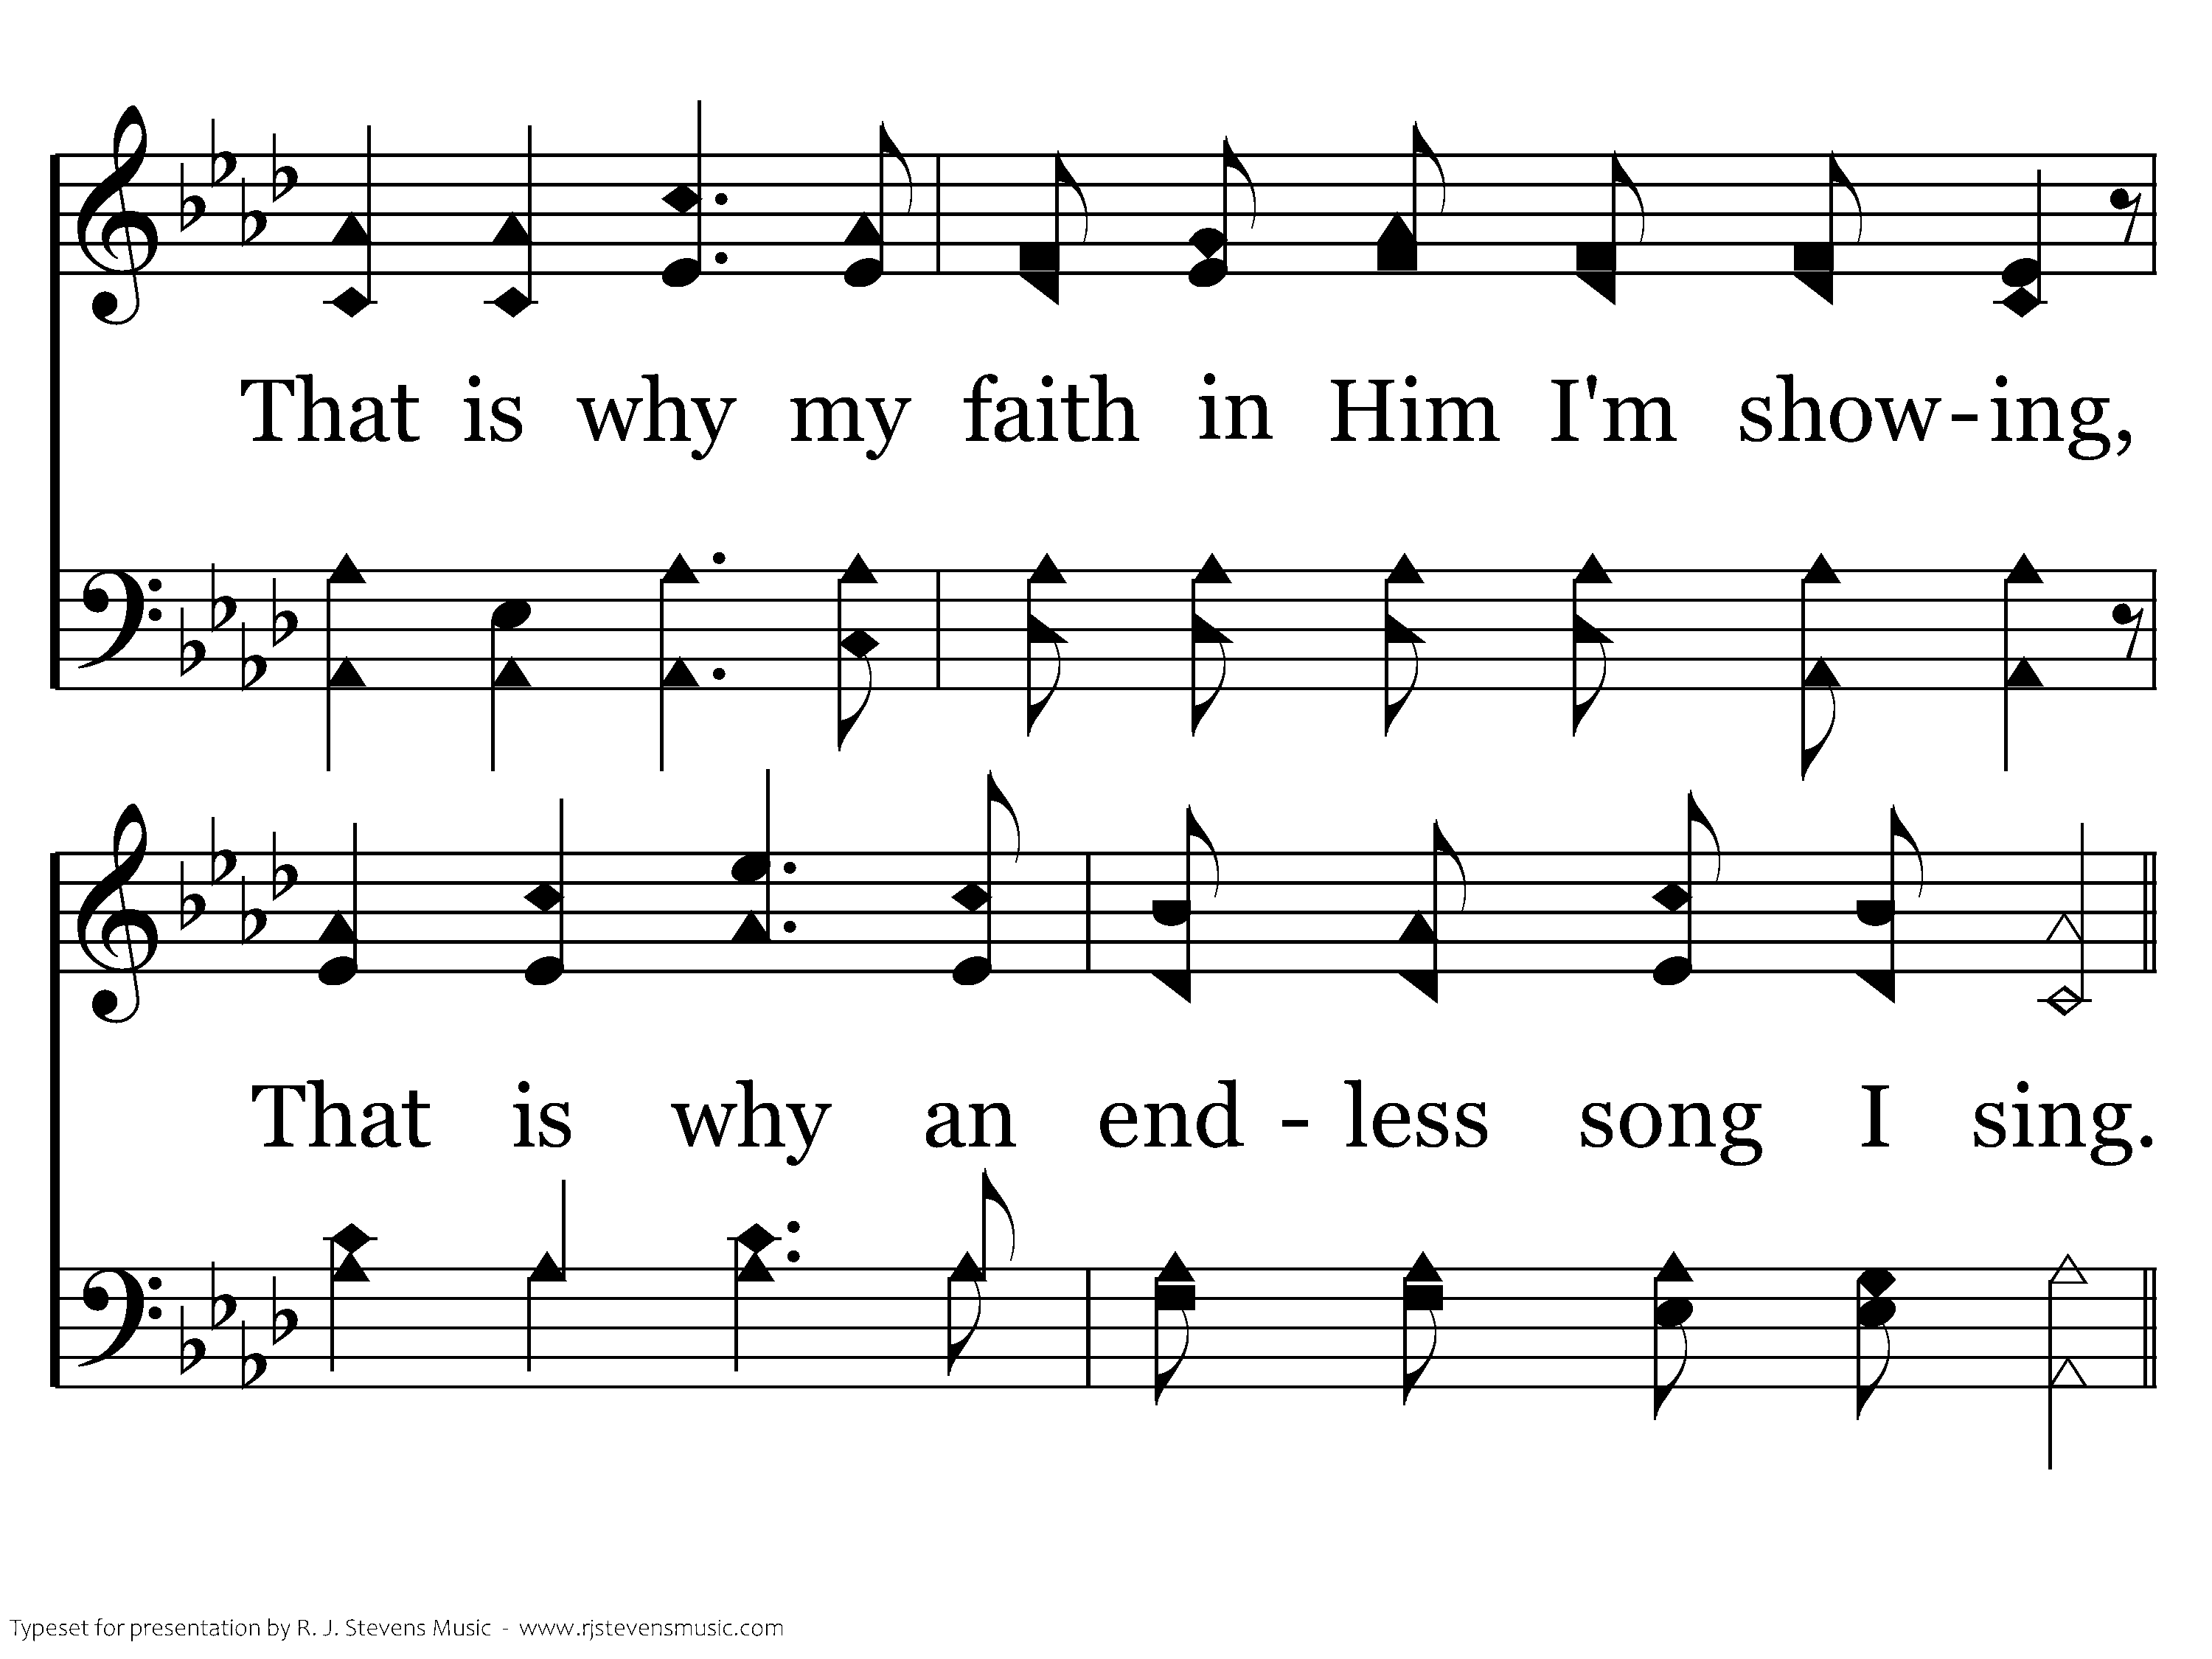 That is why my faith in Him I'm show-ing,
That is why an end - less song I sing.
Typeset for presentation by R. J. Stevens Music - www.rjstevensmusic.com